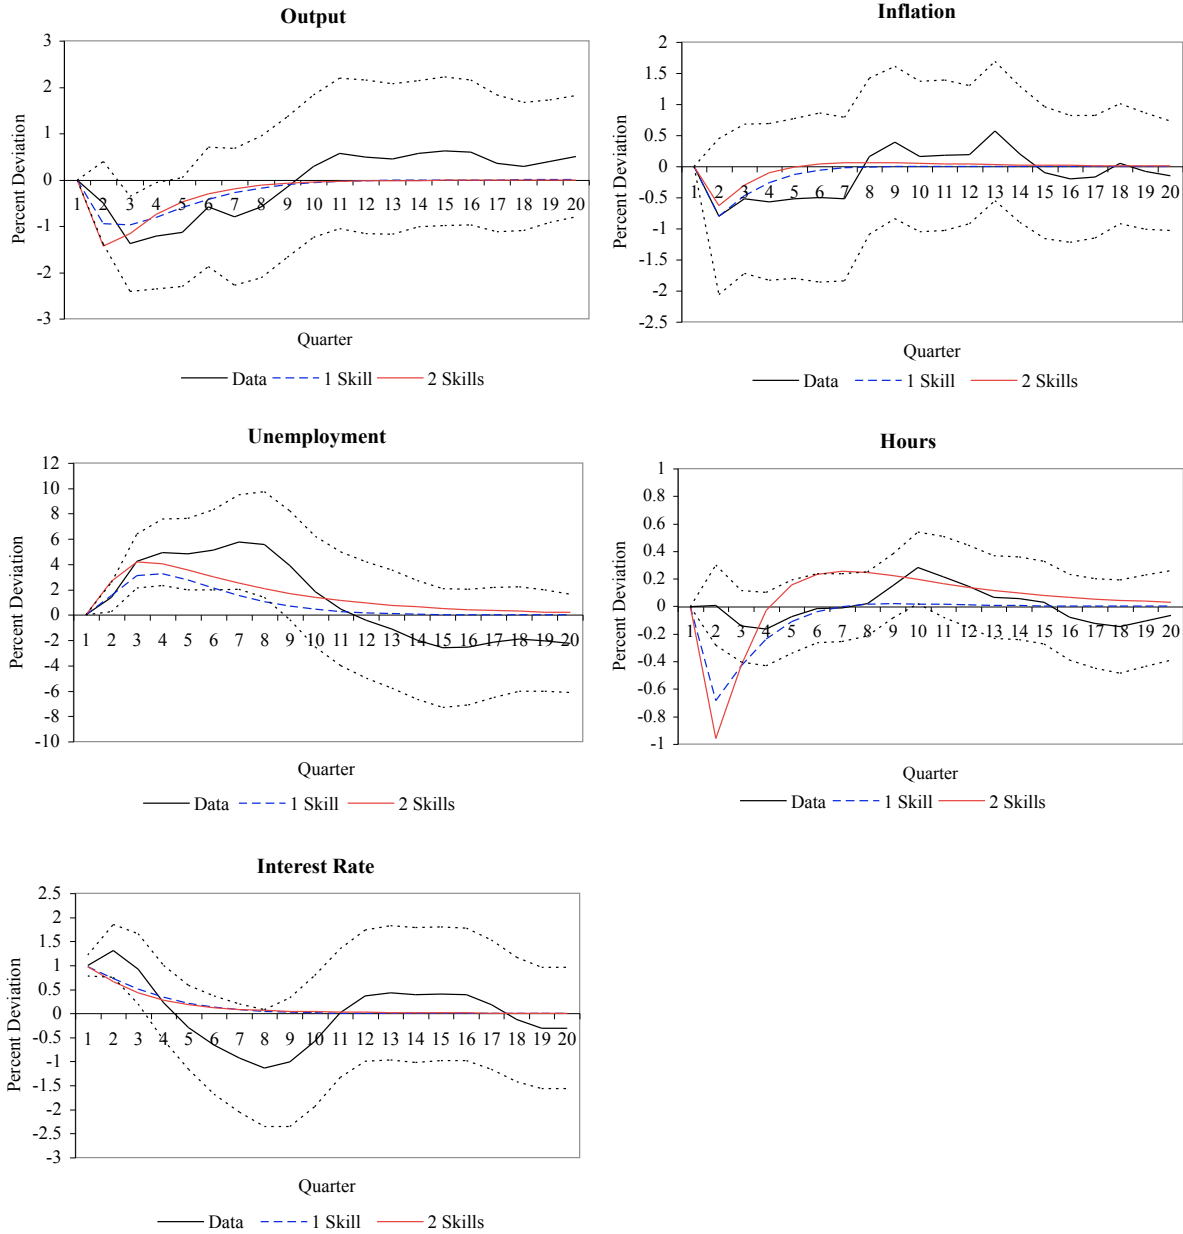 Output
3
2
1
0
-1
-2
-3
1 2 3 4 5 6 7 8 9 10 11 12 13 14 15 16 17 18 19 20
Percent Deviation
Quarter
Data 1 Skill 2 Skills
Inflation
2
1.5
1
0.5
0
-0.5
-1
-1.5
-2
-2.5
1 2 3 4 5 6 7 8 9 10 11 12 13 14 15 16 17 18 19 20
Percent Deviation
Quarter
Data 1 Skill 2 Skills
Unemployment
12
10
8
6
4
2
0
-2
-4
-6
-8
-10
1 2 3 4 5 6 7 8 9 10 11 12 13 14 15 16 17 18 19 20
Percent Deviation
Quarter
Data 1 Skill 2 Skills
Hours
1
0.8
0.6
0.4
0.2
0
-0.2
-0.4
-0.6
-0.8
-1
1 2 3 4 5 6 7 8 9 10 11 12 13 14 15 16 17 18 19 20
Percent Deviation
Quarter
Data 1 Skill 2 Skills
Interest Rate
2.5
2
1.5
1
0.5
0
-0.5
-1
-1.5
-2
-2.5
-3
1 2 3 4 5 6 7 8 9 10 11 12 13 14 15 16 17 18 19 20
Percent Deviation
Quarter
Data 1 Skill 2 Skills